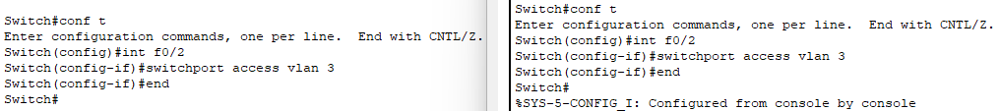 Switch#conf t
Enter configuration commands, one per line.  End with CNTL/Z.
Switch(config)#int f0/2
Switch(config-if)#switchport access vlan 3
Switch(config-if)#end
Switch#
Switch#conf t
Enter configuration commands, one per line.  End with CNTL/Z.
Switch(config)#int f0/2
Switch(config-if)#switchport access vlan 3
Switch(config-if)#end
Switch#
%SYS-5-CONFIG_I: Configured from console by console